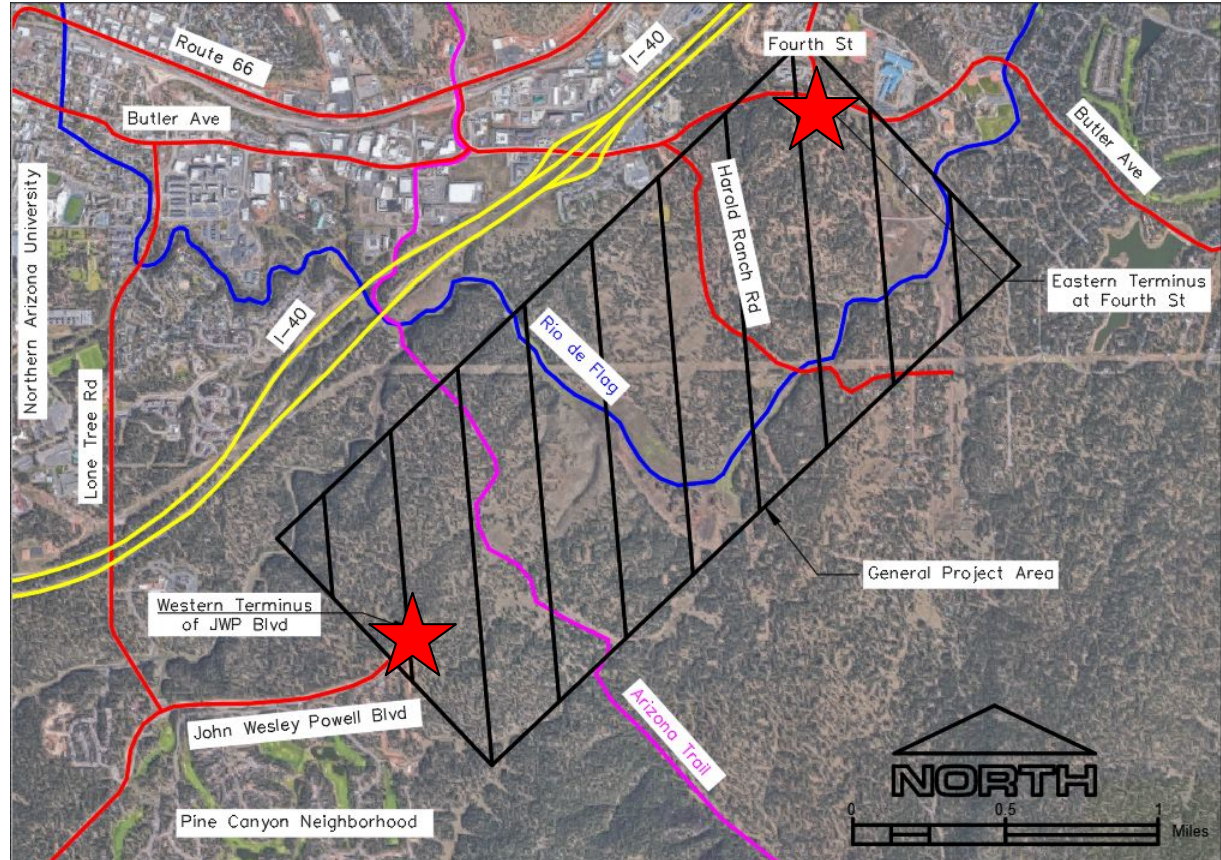 Fourth St
Route 66
I-40
Butler Ave
Butler Ave
Northern Arizona University
Harold Ranch Rd
Eastern Terminus
at Fourth St
I-40
Rio de Flag
Lone Tree Rd
General Project Area
Western Terminus
of JWP Blvd
John Wesley Powell Blvd
Arizona Trail
NORTH
Pine Canyon Neighborhood
0 0.5 1
Miles